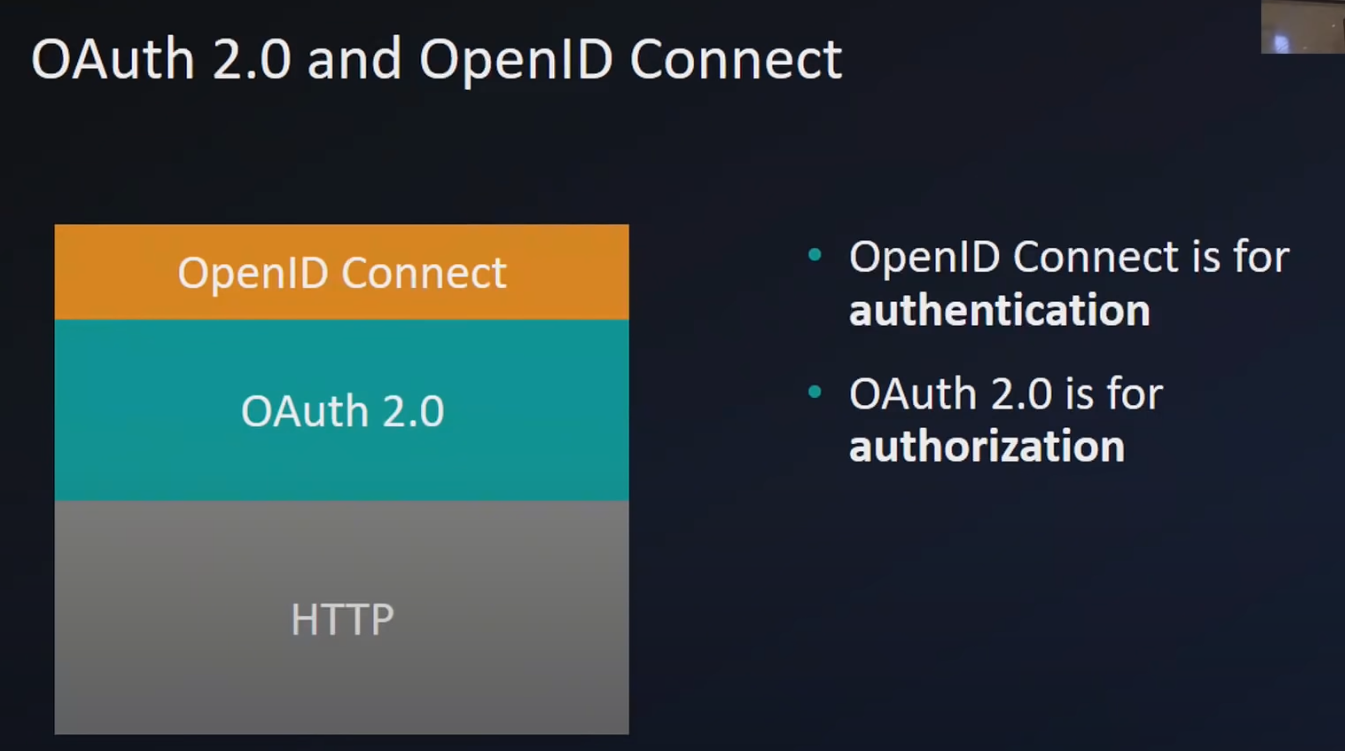 OAuth 2.0 and OpenID Connect
OpenID Connect
OAuth 2.0
HTTP
• OpenID Connect is for
authentication
• OAuth 2.0 is for
authorization